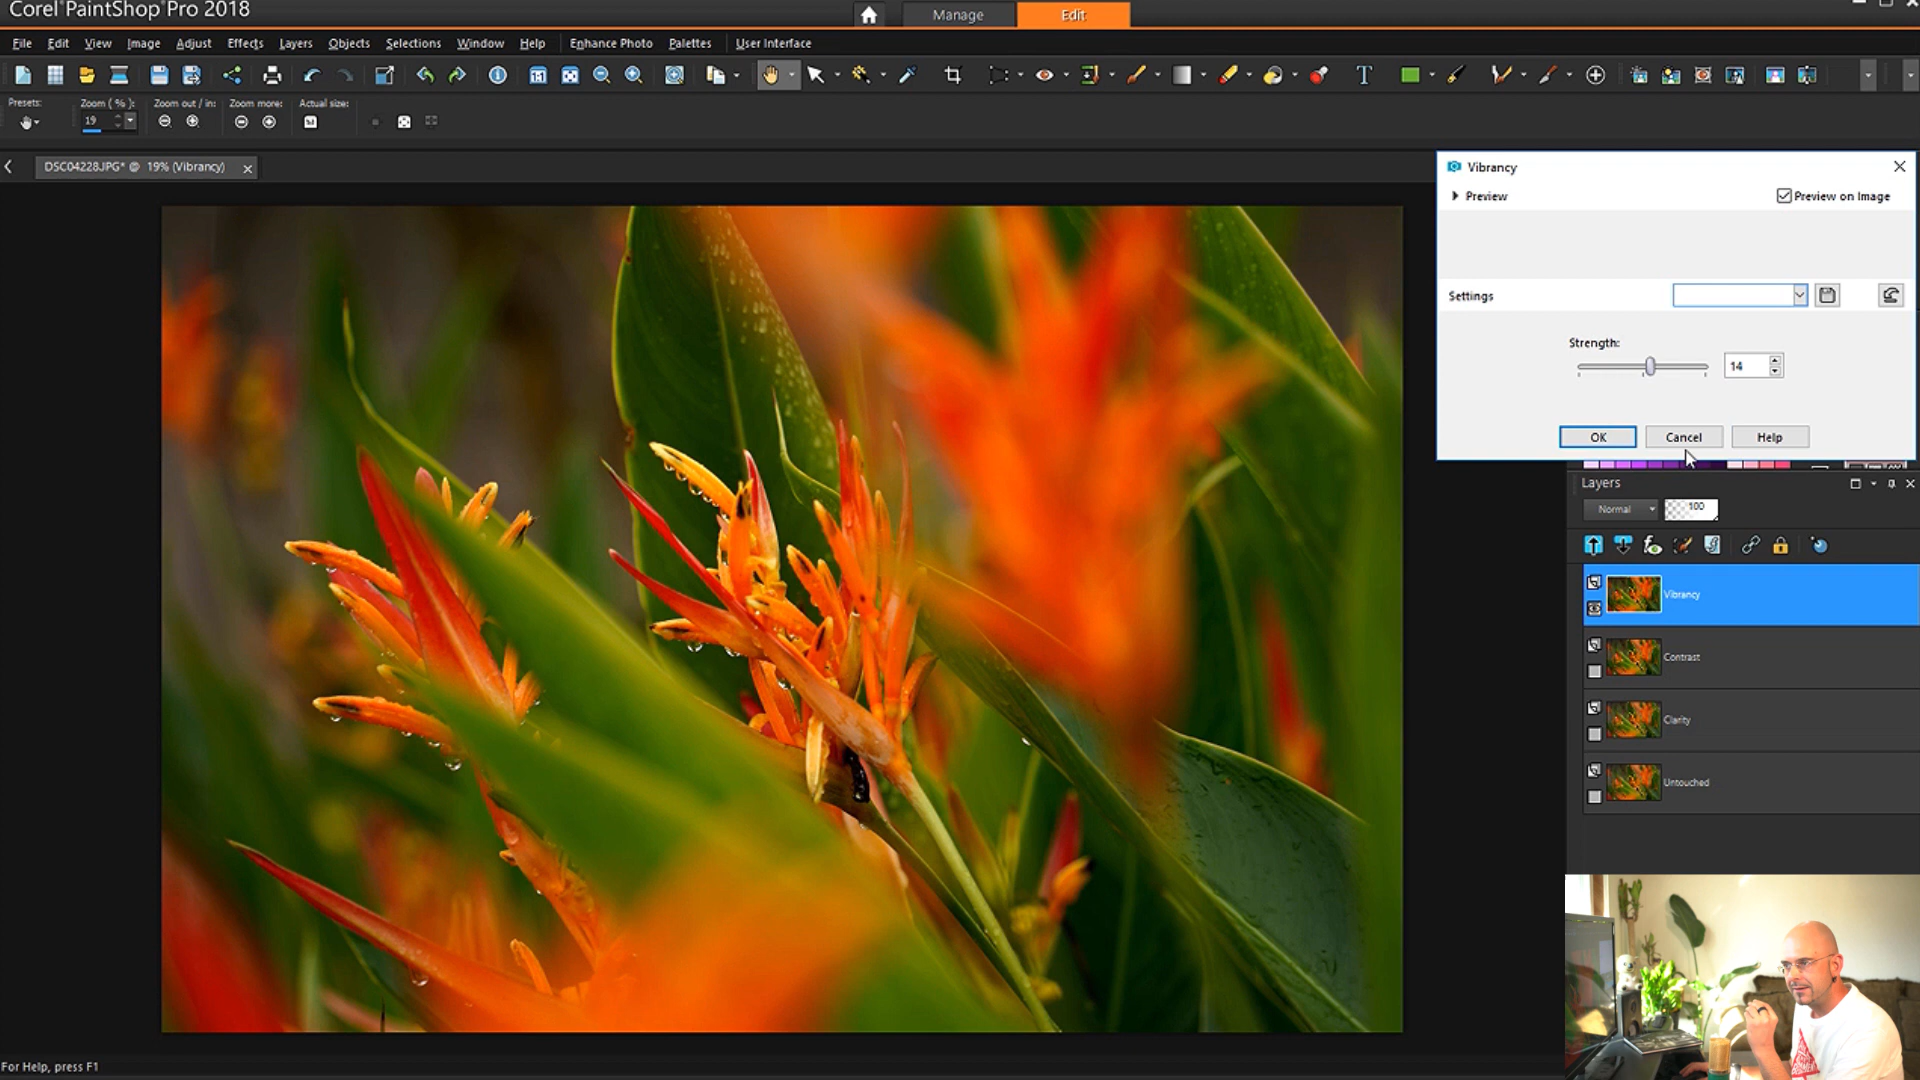 Corel PaintShop Pro 2018
Manage
Edit
File Edit View Image Adjust Effects Layers Objects Selections Window Help Enhance Photo Palettes User Interface
Presets: Zoom ( % ): Zoom out / in: Zoom more: Actual size:
19
DSC04228.JPG* @ 19% (Vibrancy)
Vibrancy
Preview
Preview on Image
Settings
Strength:
14
OK
Cancel
Help
Layers
Normal
100
Vibrancy
Contrast
Clarity
Untouched
For Help, press F1